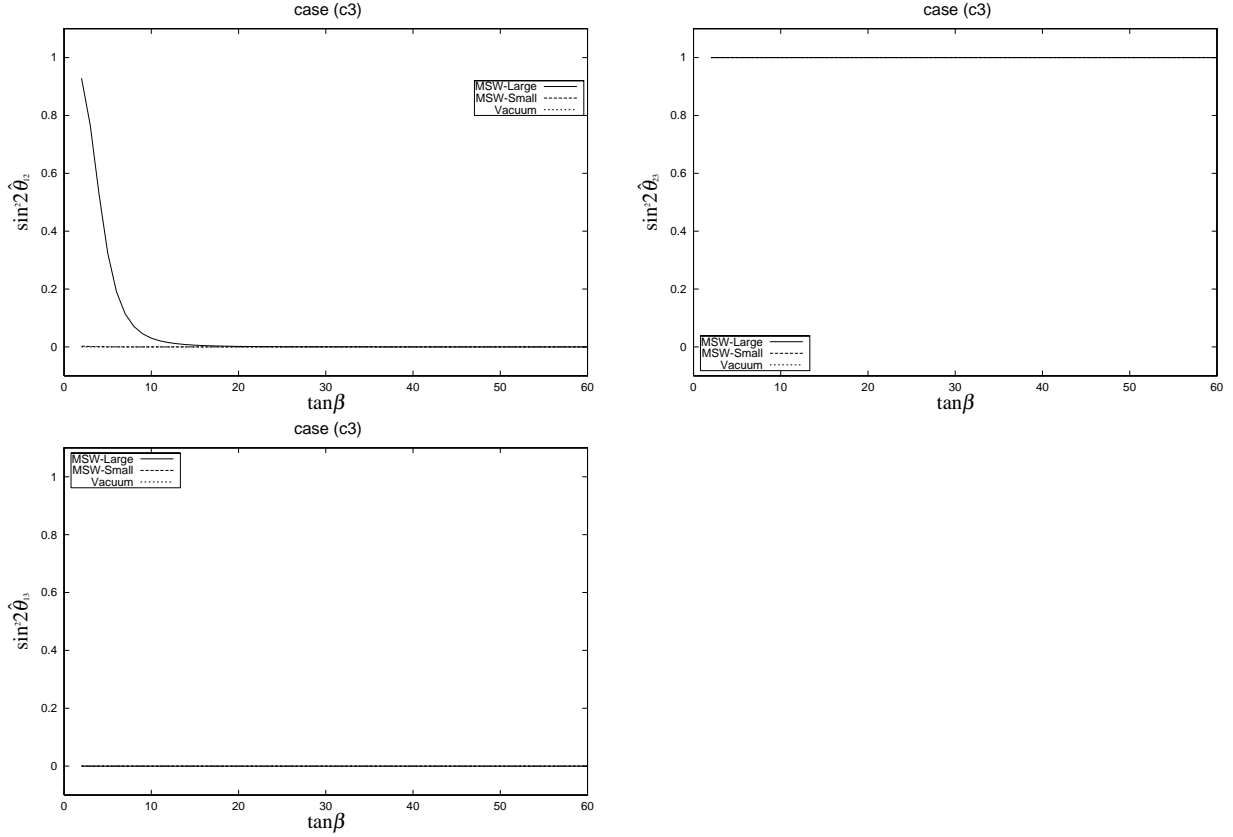 case (c3)
sin²2θ̂₁₂
1
0.8
0.6
0.4
0.2
0
MSW-Large
MSW-Small
Vacuum
0 10 20 30 40 50 60
tanβ
case (c3)
sin²2θ̂₂₃
1
0.8
0.6
0.4
0.2
0
MSW-Large
MSW-Small
Vacuum
0 10 20 30 40 50 60
tanβ
case (c3)
sin²2θ̂₁₃
1
0.8
0.6
0.4
0.2
0
MSW-Large
MSW-Small
Vacuum
0 10 20 30 40 50 60
tanβ